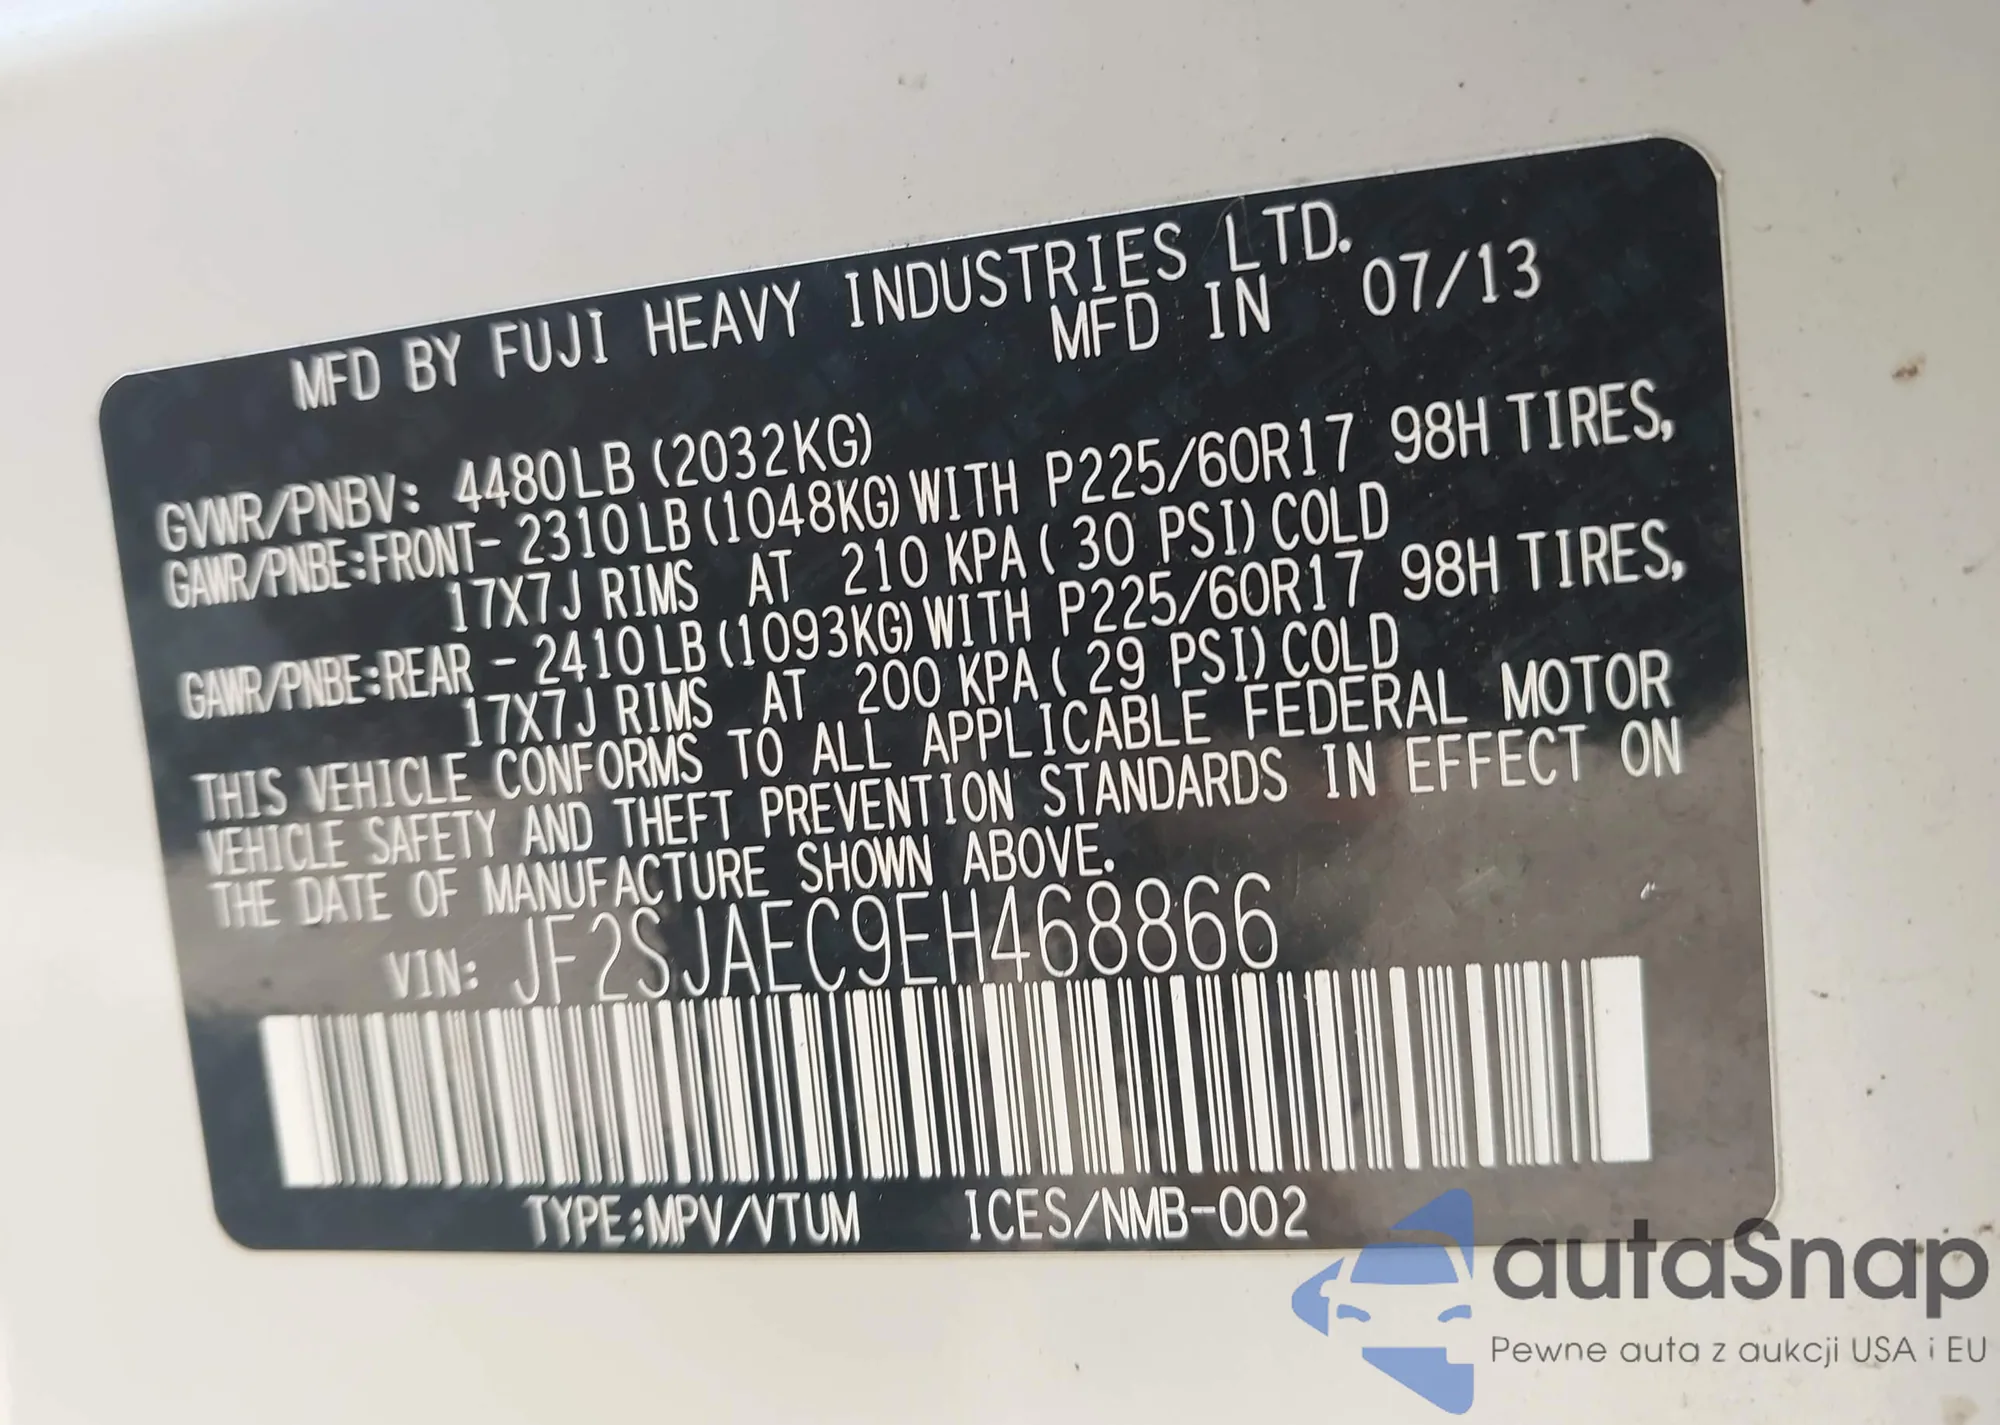 MFD BY FUJI HEAVY INDUSTRIES LTD.
MFD IN 07/13
GVWR/PNBV: 4480LB (2032KG)
GAWR/PNBE:FRONT- 2310LB(1048KG)WITH P225/60R17 98H TIRES,
17X7J RIMS AT 210 KPA( 30 PSI)COLD
GAWR/PNBE:REAR - 2410LB(1093KG)WITH P225/60R17 98H TIRES,
17X7J RIMS AT 200 KPA( 29 PSI)COLD
THIS VEHICLE CONFORMS TO ALL APPLICABLE FEDERAL MOTOR
VEHICLE SAFETY AND THEFT PREVENTION STANDARDS IN EFFECT ON
THE DATE OF MANUFACTURE SHOWN ABOVE.
VIN: JF2SJAEC9EH468866
TYPE:MPV/VTUM ICES/NMB-002
autaSnap
Pewne auta z aukcji USA i EU